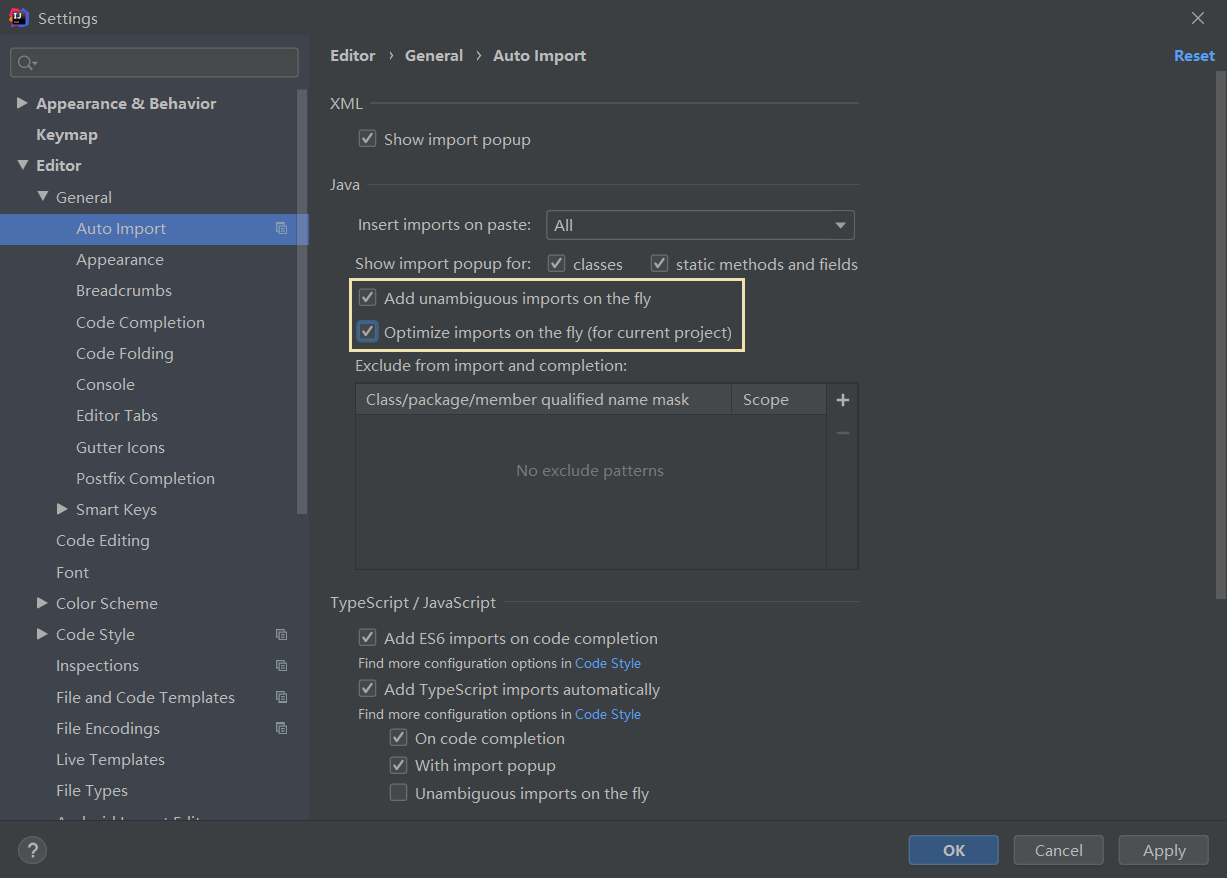 Settings
Editor › General › Auto Import
Reset
Appearance & Behavior
Keymap
Editor
General
Auto Import
Appearance
Breadcrumbs
Code Completion
Code Folding
Console
Editor Tabs
Gutter Icons
Postfix Completion
Smart Keys
Code Editing
Font
Color Scheme
Code Style
Inspections
File and Code Templates
File Encodings
Live Templates
File Types
XML
Show import popup
Java
Insert imports on paste: All
Show import popup for: classes static methods and fields
Add unambiguous imports on the fly
Optimize imports on the fly (for current project)
Exclude from import and completion:
Class/package/member qualified name mask Scope
No exclude patterns
TypeScript / JavaScript
Add ES6 imports on code completion
Find more configuration options in Code Style
Add TypeScript imports automatically
Find more configuration options in Code Style
On code completion
With import popup
Unambiguous imports on the fly
?
OK Cancel Apply